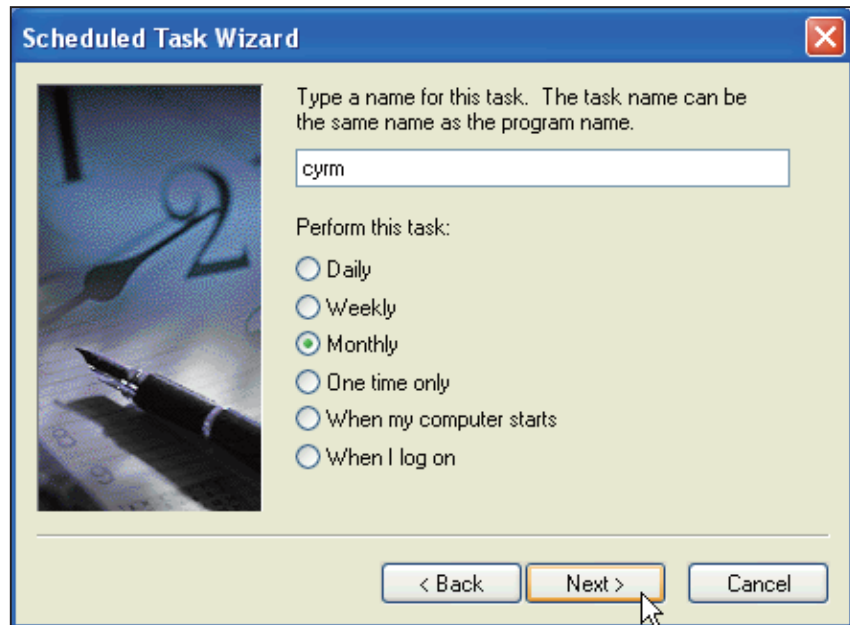 Scheduled Task Wizard
Type a name for this task. The task name can be
the same name as the program name.
cyrm
Perform this task:
Daily
Weekly
Monthly
One time only
When my computer starts
When I log on
< Back
Next >
Cancel
2